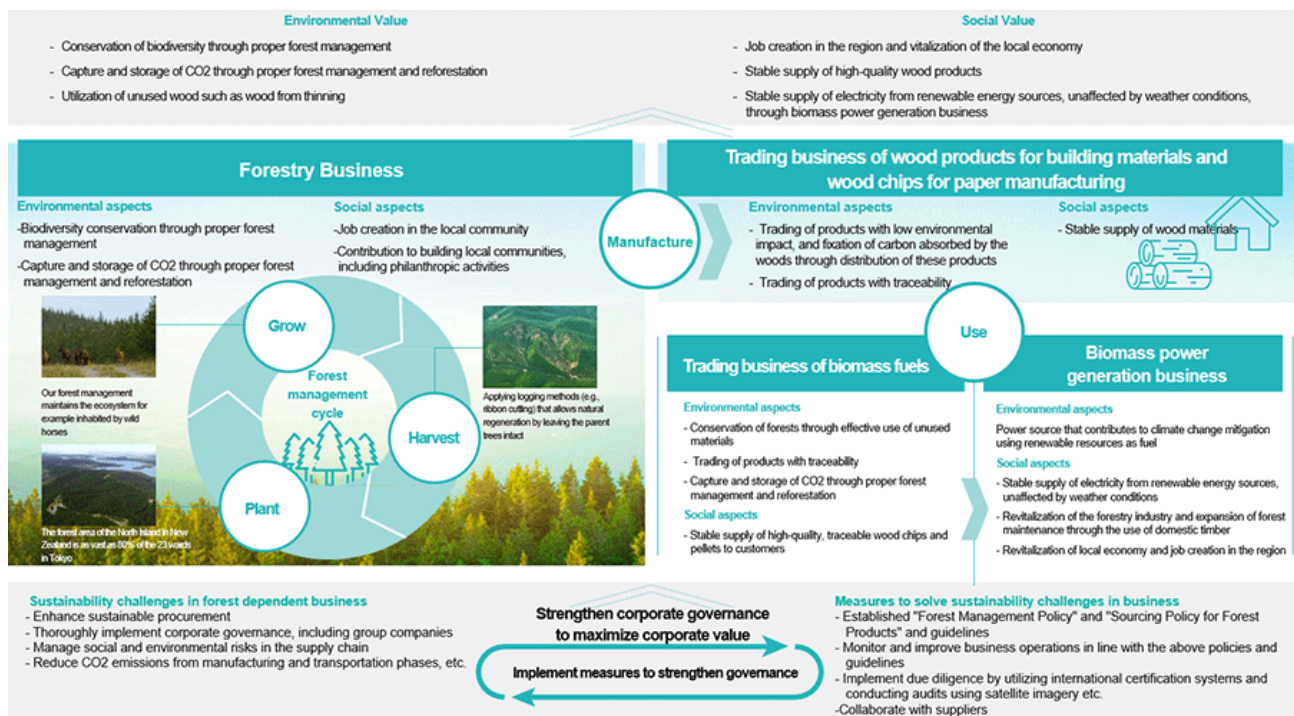 Environmental Value
- Conservation of biodiversity through proper forest management
- Capture and storage of CO2 through proper forest management and reforestation
- Utilization of unused wood such as wood from thinning
Social Value
- Job creation in the region and vitalization of the local economy
- Stable supply of high-quality wood products
- Stable supply of electricity from renewable energy sources, unaffected by weather conditions,
through biomass power generation business
Forestry Business
Environmental aspects
-Biodiversity conservation through proper forest
management
-Capture and storage of CO2 through proper forest
management and reforestation
Social aspects
-Job creation in the local community
-Contribution to building local communities,
including philanthropic activities
Grow
Our forest management
maintains the ecosystem for
example inhabited by wild
horses
Forest
management
cycle
Harvest
Applying logging methods (e.g.,
ribbon cutting) that allows natural
regeneration by leaving the parent
trees intact
Plant
The forest area of the North Island in New
Zealand is as vast as 80% of the 23 wards
in Tokyo
Manufacture
Trading business of wood products for building materials and
wood chips for paper manufacturing
Environmental aspects
- Trading of products with low environmental
impact, and fixation of carbon absorbed by the
woods through distribution of these products
- Trading of products with traceability
Social aspects
- Stable supply of wood materials
Use
Trading business of biomass fuels
Environmental aspects
- Conservation of forests through effective use of unused
materials
- Trading of products with traceability
- Capture and storage of CO2 through proper forest
management and reforestation
Social aspects
- Stable supply of high-quality, traceable wood chips and
pellets to customers
Biomass power
generation business
Environmental aspects
Power source that contributes to climate change mitigation
using renewable resources as fuel
Social aspects
- Stable supply of electricity from renewable energy sources,
unaffected by weather conditions
- Revitalization of the forestry industry and expansion of forest
maintenance through the use of domestic timber
- Revitalization of local economy and job creation in the region
Sustainability challenges in forest dependent business
- Enhance sustainable procurement
- Thoroughly implement corporate governance, including group companies
- Manage social and environmental risks in the supply chain
- Reduce CO2 emissions from manufacturing and transportation phases, etc.
Strengthen corporate governance
to maximize corporate value
Implement measures to strengthen governance
Measures to solve sustainability challenges in business
- Established "Forest Management Policy" and "Sourcing Policy for Forest
Products" and guidelines
- Monitor and improve business operations in line with the above policies and
guidelines
- Implement due diligence by utilizing international certification systems and
conducting audits using satellite imagery etc.
-Collaborate with suppliers